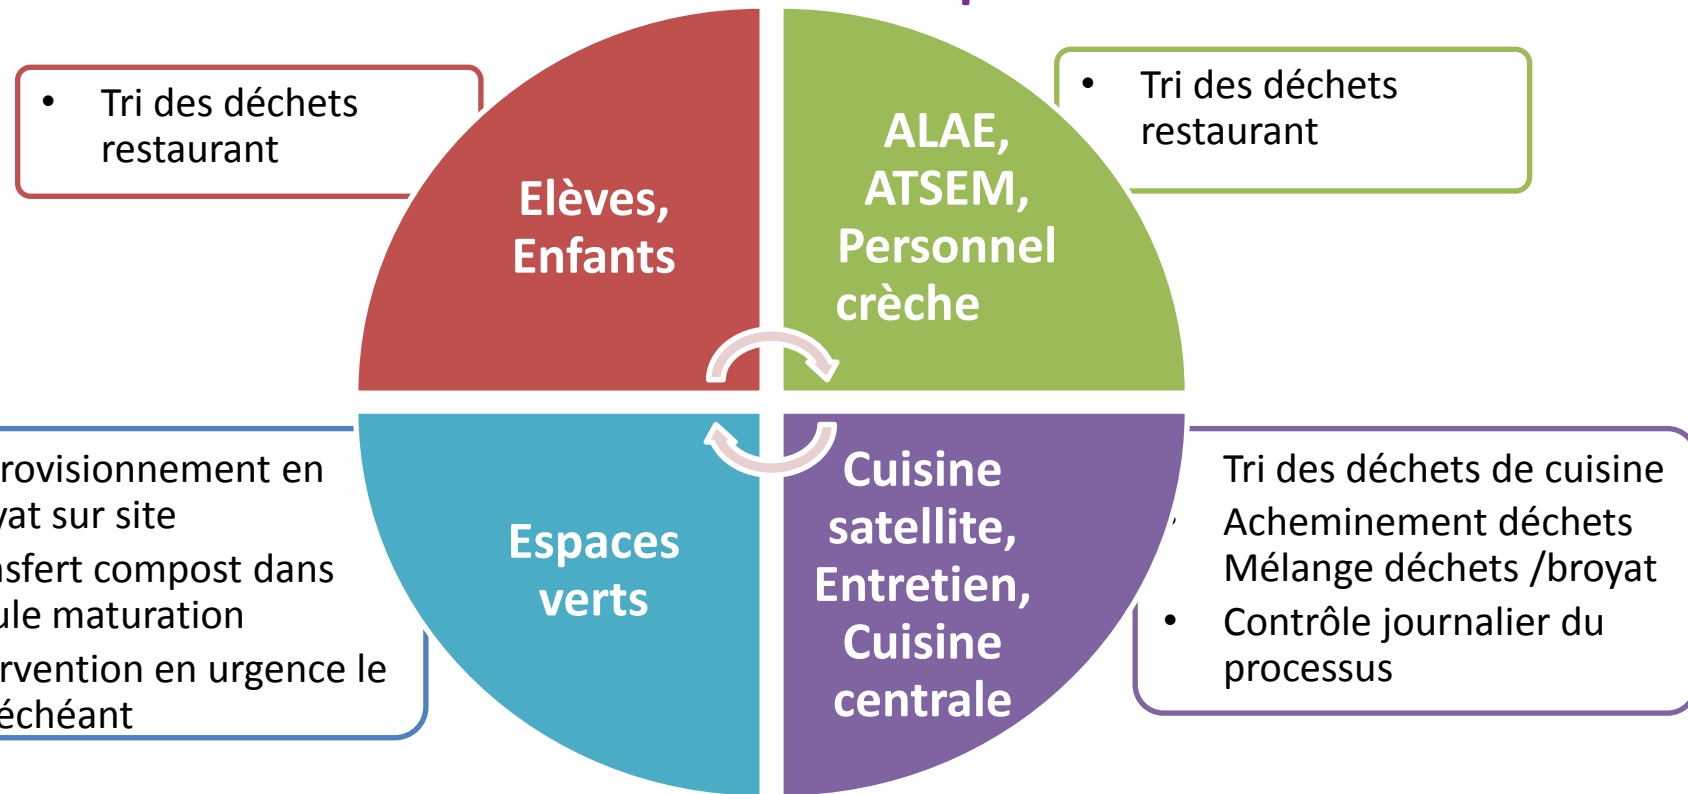 • Tri des déchets
restaurant
Elèves,
Enfants
ALAE,
ATSEM,
Personnel
crèche
• Tri des déchets
restaurant
rovisionnement en
yat sur site
nsfert compost dans
ule maturation
ervention en urgence le
échéant
Espaces
verts
Cuisine
satellite,
Entretien,
Cuisine
centrale
Tri des déchets de cuisine
Acheminement déchets
Mélange déchets /broyat
• Contrôle journalier du
processus